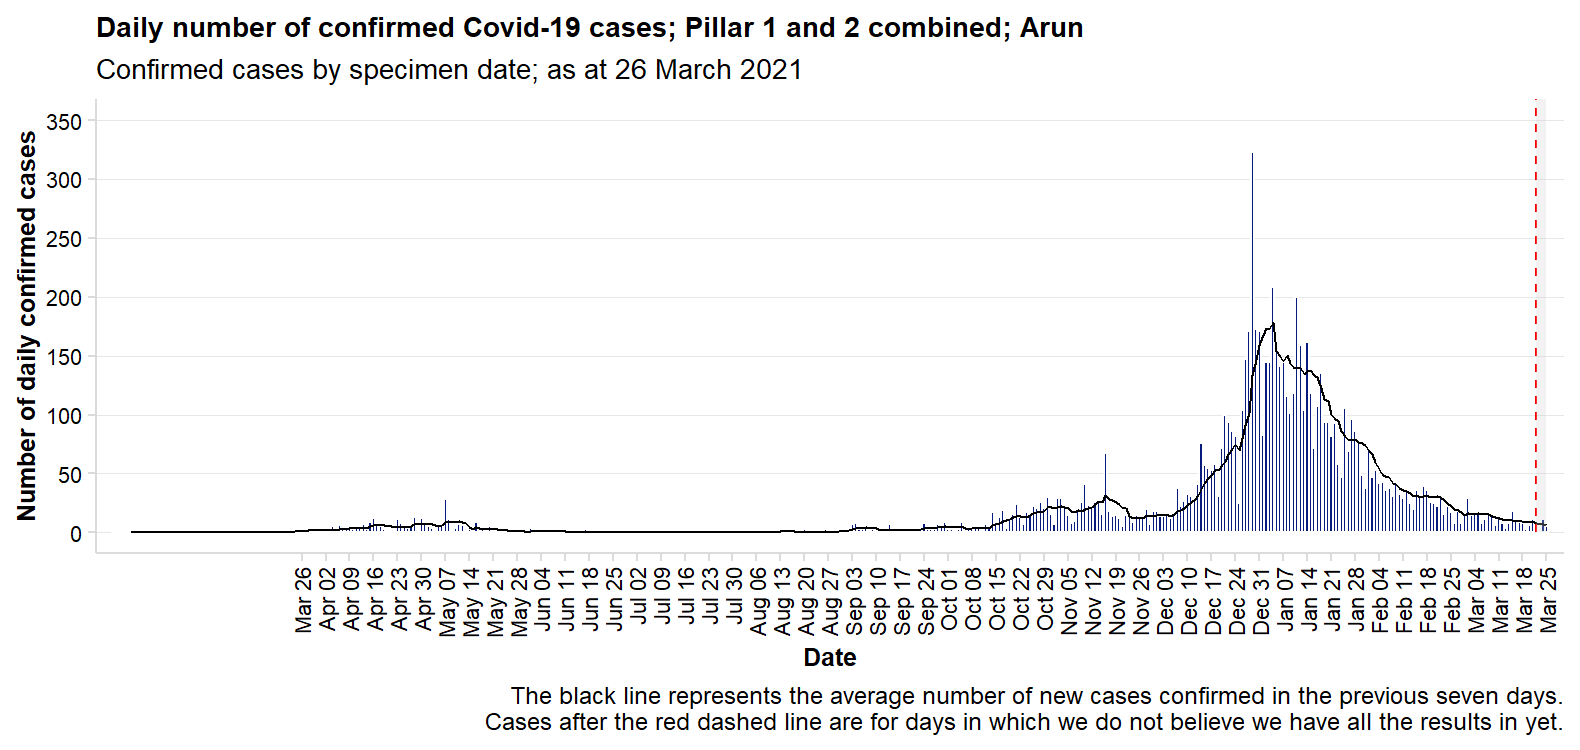 Daily number of confirmed Covid-19 cases; Pillar 1 and 2 combined; Arun
Confirmed cases by specimen date; as at 26 March 2021
Number of daily confirmed cases
350
300
250
200
150
100
50
0
Mar 26
Apr 02
Apr 09
Apr 16
Apr 23
Apr 30
May 07
May 14
May 21
May 28
Jun 04
Jun 11
Jun 18
Jun 25
Jul 02
Jul 09
Jul 16
Jul 23
Jul 30
Aug 06
Aug 13
Aug 20
Aug 27
Sep 03
Sep 10
Sep 17
Sep 24
Oct 01
Oct 08
Oct 15
Oct 22
Oct 29
Nov 05
Nov 12
Nov 19
Nov 26
Dec 03
Dec 10
Dec 17
Dec 24
Dec 31
Jan 07
Jan 14
Jan 21
Jan 28
Feb 04
Feb 11
Feb 18
Feb 25
Mar 04
Mar 11
Mar 18
Mar 25
Date
The black line represents the average number of new cases confirmed in the previous seven days.
Cases after the red dashed line are for days in which we do not believe we have all the results in yet.